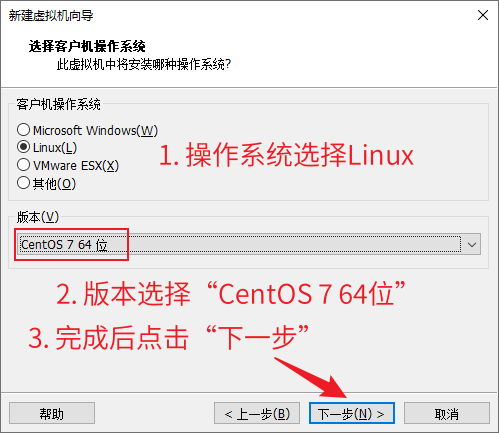 新建虚拟机向导
选择客户机操作系统
此虚拟机中将安装哪种操作系统?
客户机操作系统
Microsoft Windows(W)
Linux(L)
VMware ESX(X)
其他(O)
1. 操作系统选择Linux
版本(V)
CentOS 7 64 位
2. 版本选择“CentOS 7 64位”
3. 完成后点击“下一步”
帮助
< 上一步(B)
下一步(N) >
取消